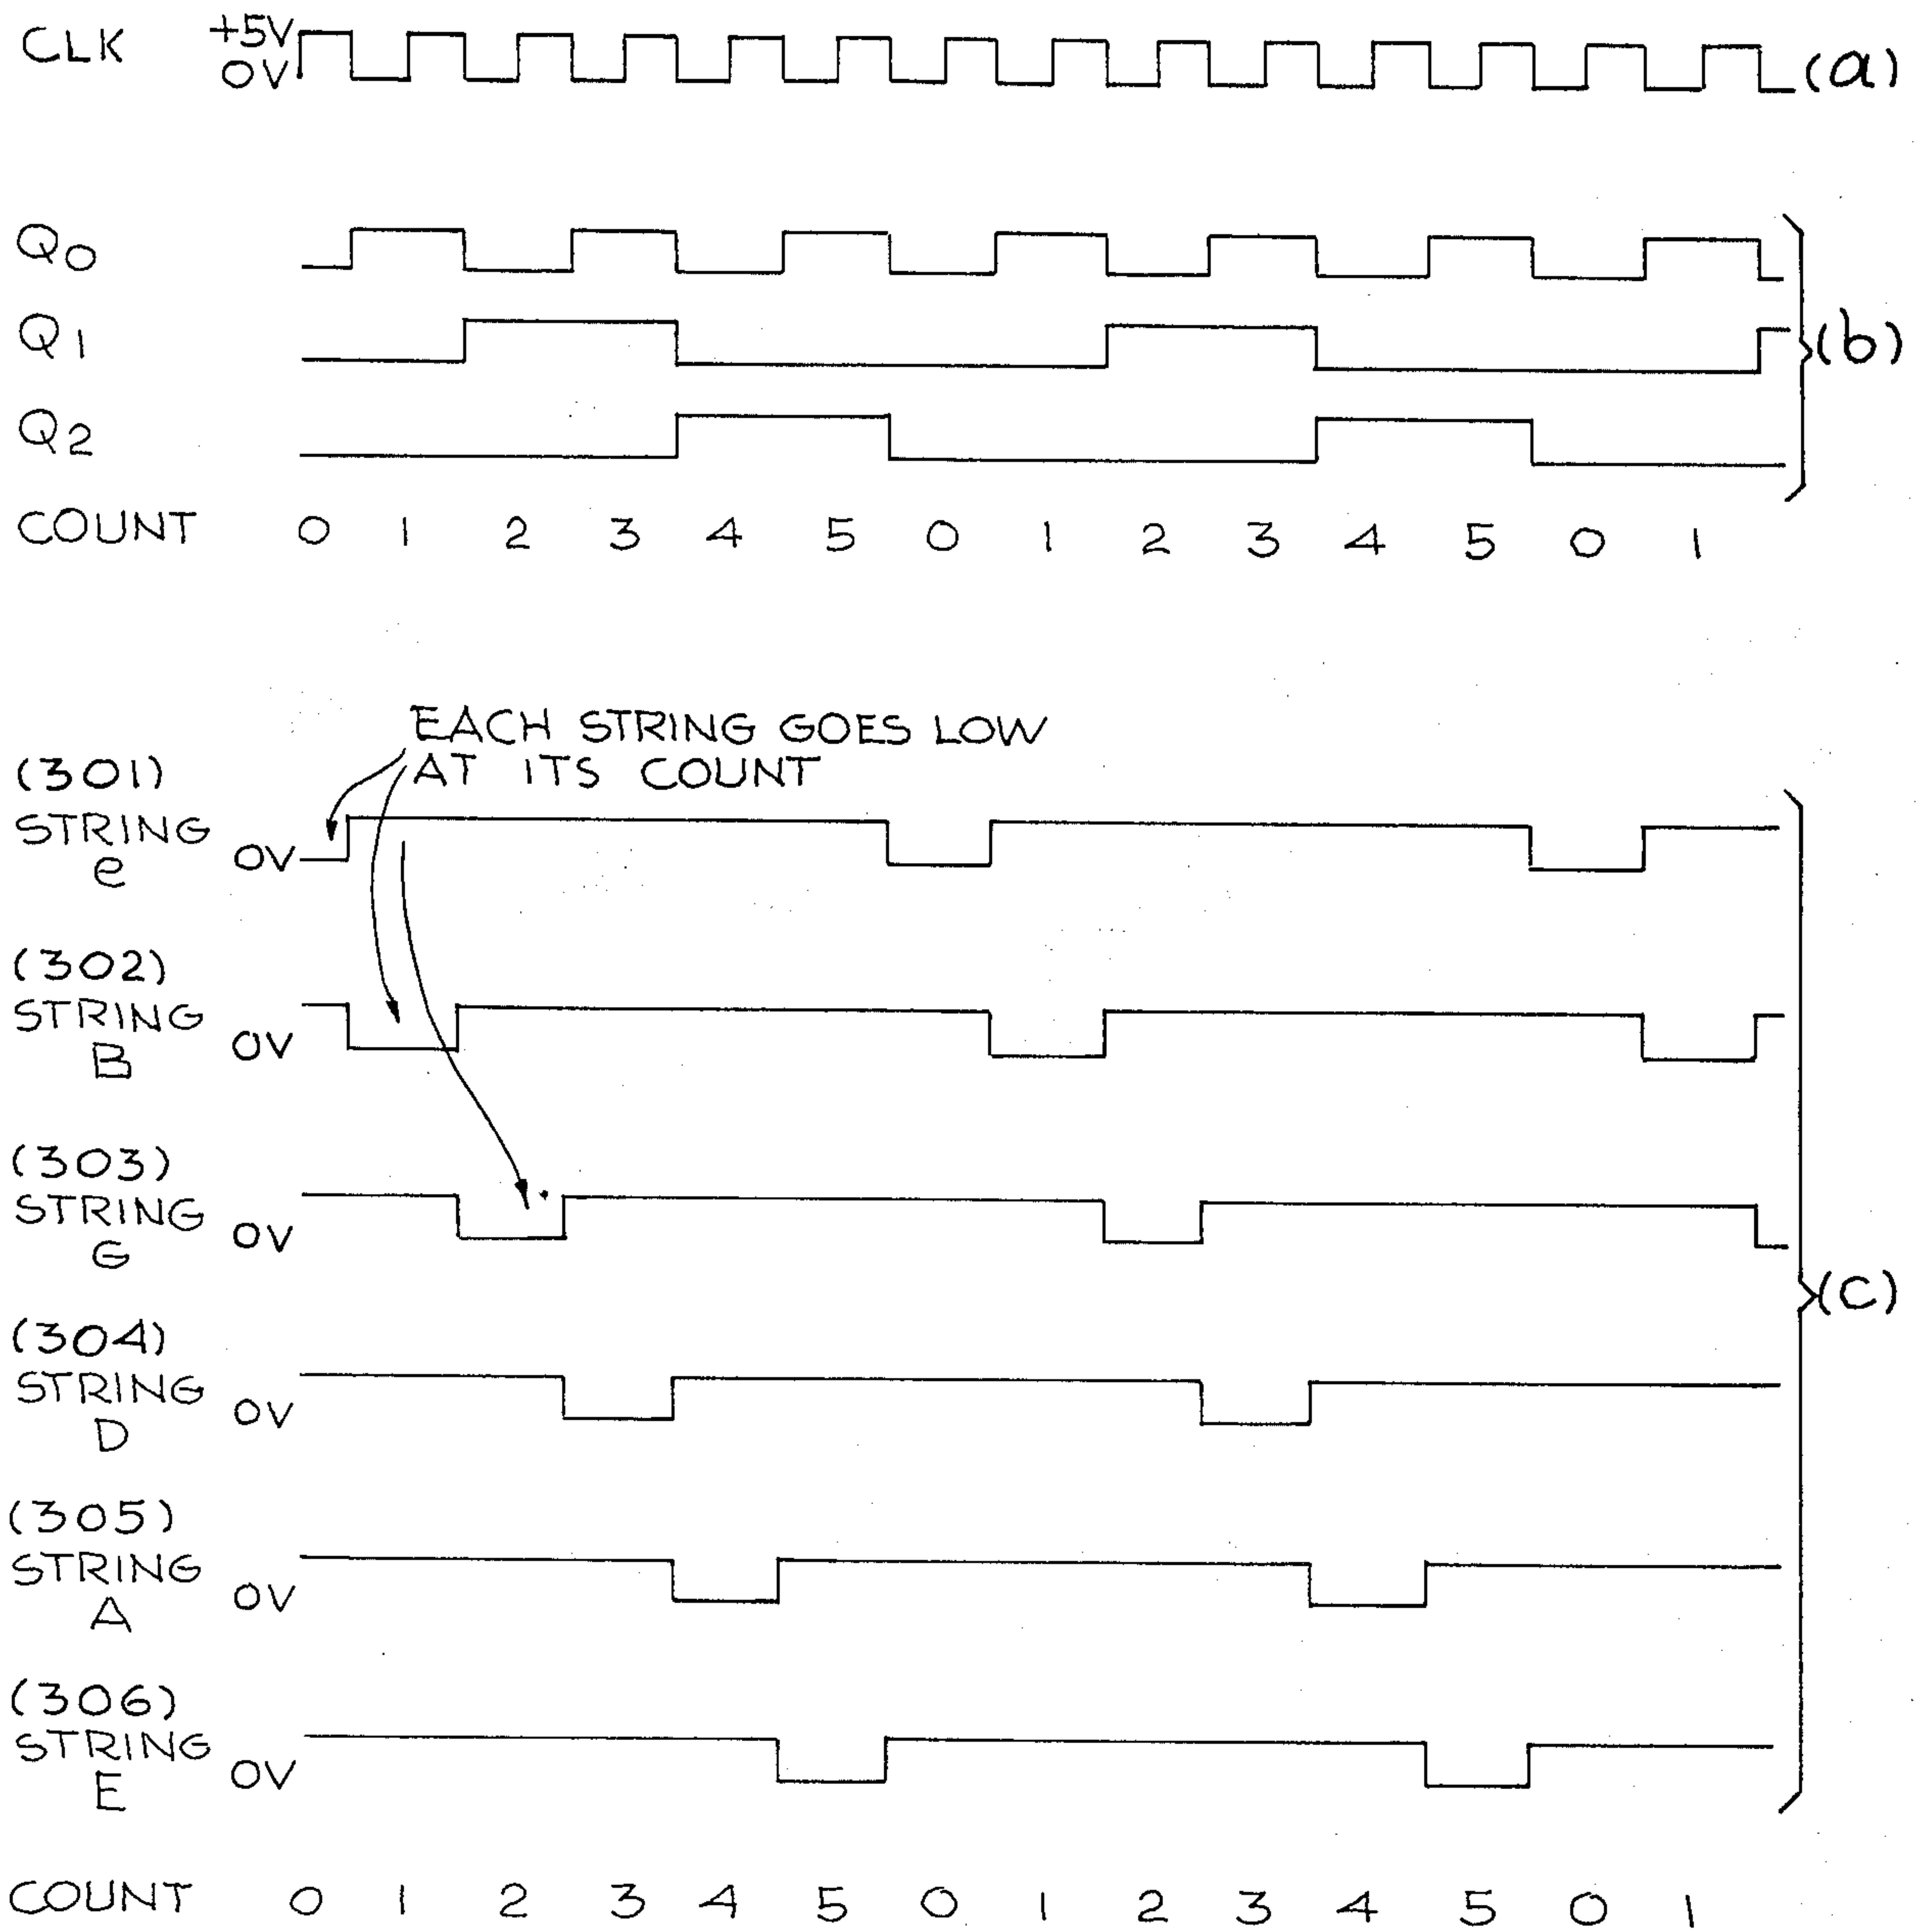 CLK +5V
0V (a)
Q0
Q1 (b)
Q2
COUNT 0 1 2 3 4 5 0 1 2 3 4 5 0 1
EACH STRING GOES LOW
AT ITS COUNT
(301)
STRING
e 0V
(302)
STRING
B 0V
(303)
STRING
G 0V
(c)
(304)
STRING
D 0V
(305)
STRING
A 0V
(306)
STRING
E 0V
COUNT 0 1 2 3 4 5 0 1 2 3 4 5 0 1